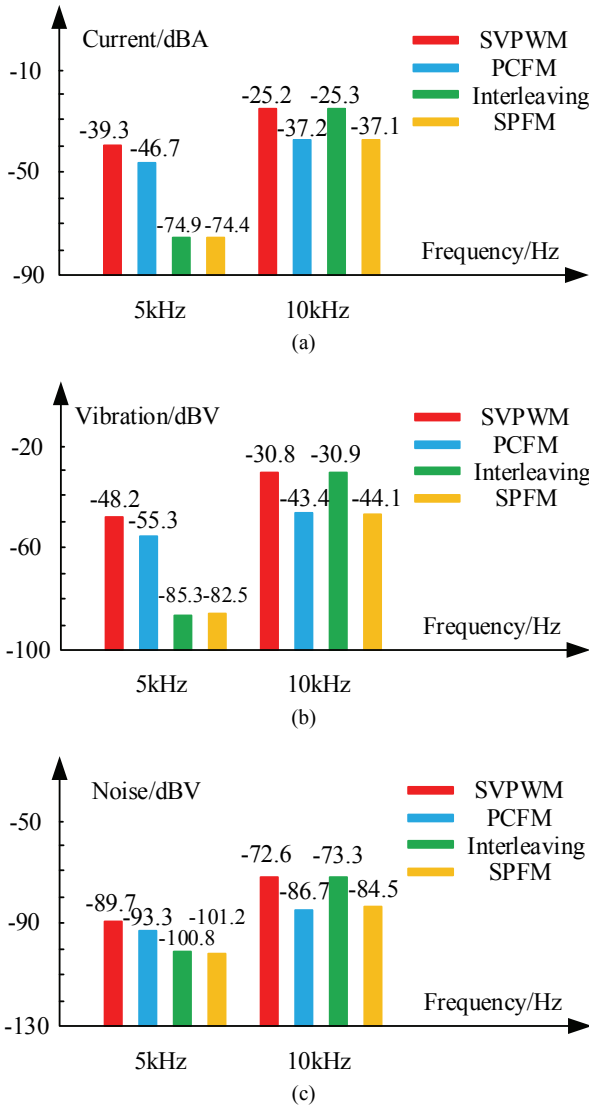 Current/dBA
SVPWM
PCFM
Interleaving
SPFM
-10
-50
-90
-39.3
-46.7
-74.9
-74.4
-25.2
-37.2
-25.3
-37.1
Frequency/Hz
5kHz
10kHz
(a)
Vibration/dBV
SVPWM
PCFM
Interleaving
SPFM
-20
-60
-100
-48.2
-55.3
-85.3
-82.5
-30.8
-43.4
-30.9
-44.1
Frequency/Hz
5kHz
10kHz
(b)
Noise/dBV
SVPWM
PCFM
Interleaving
SPFM
-50
-90
-130
-89.7
-93.3
-100.8
-101.2
-72.6
-86.7
-73.3
-84.5
Frequency/Hz
5kHz
10kHz
(c)